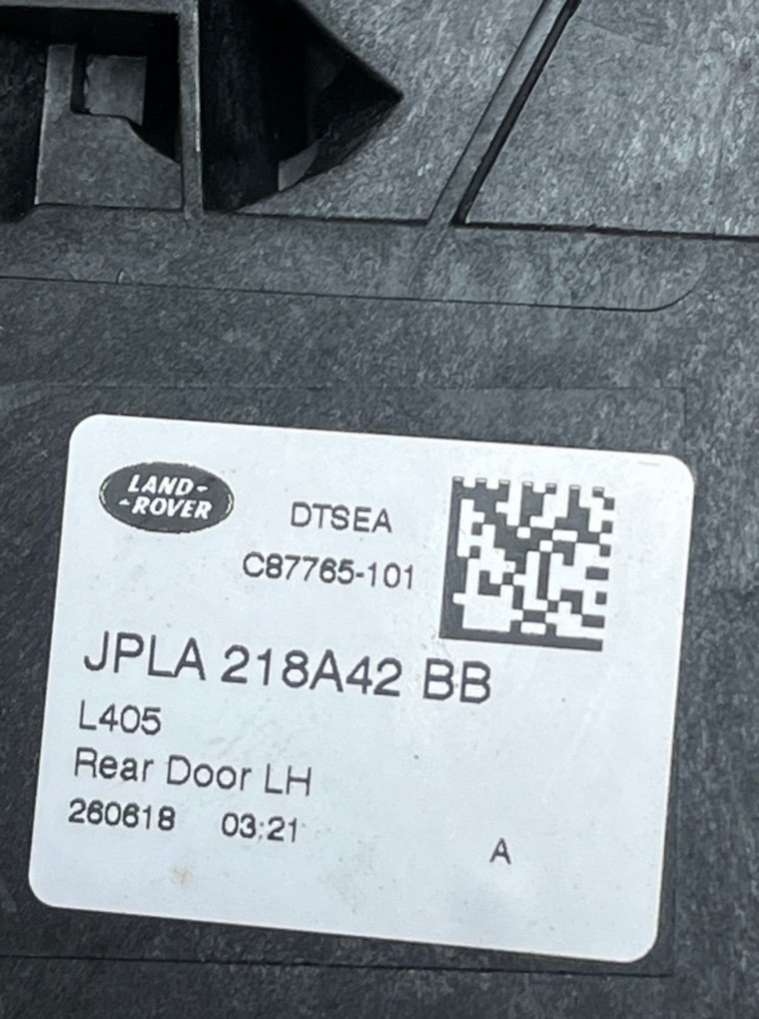 LAND-
-ROVER
DTSEA
C87765-101
JPLA 218A42 BB
L405
Rear Door LH
260618 03:21
A